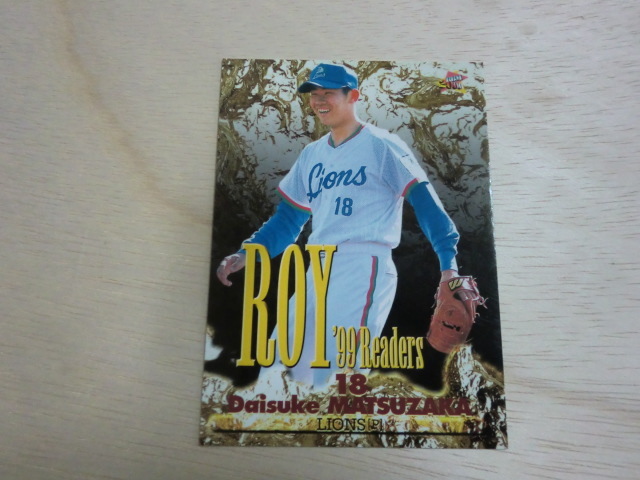 Lions
18
ROY '99 Readers
18
Daisuke MATSUZAKA
LIONS [P]